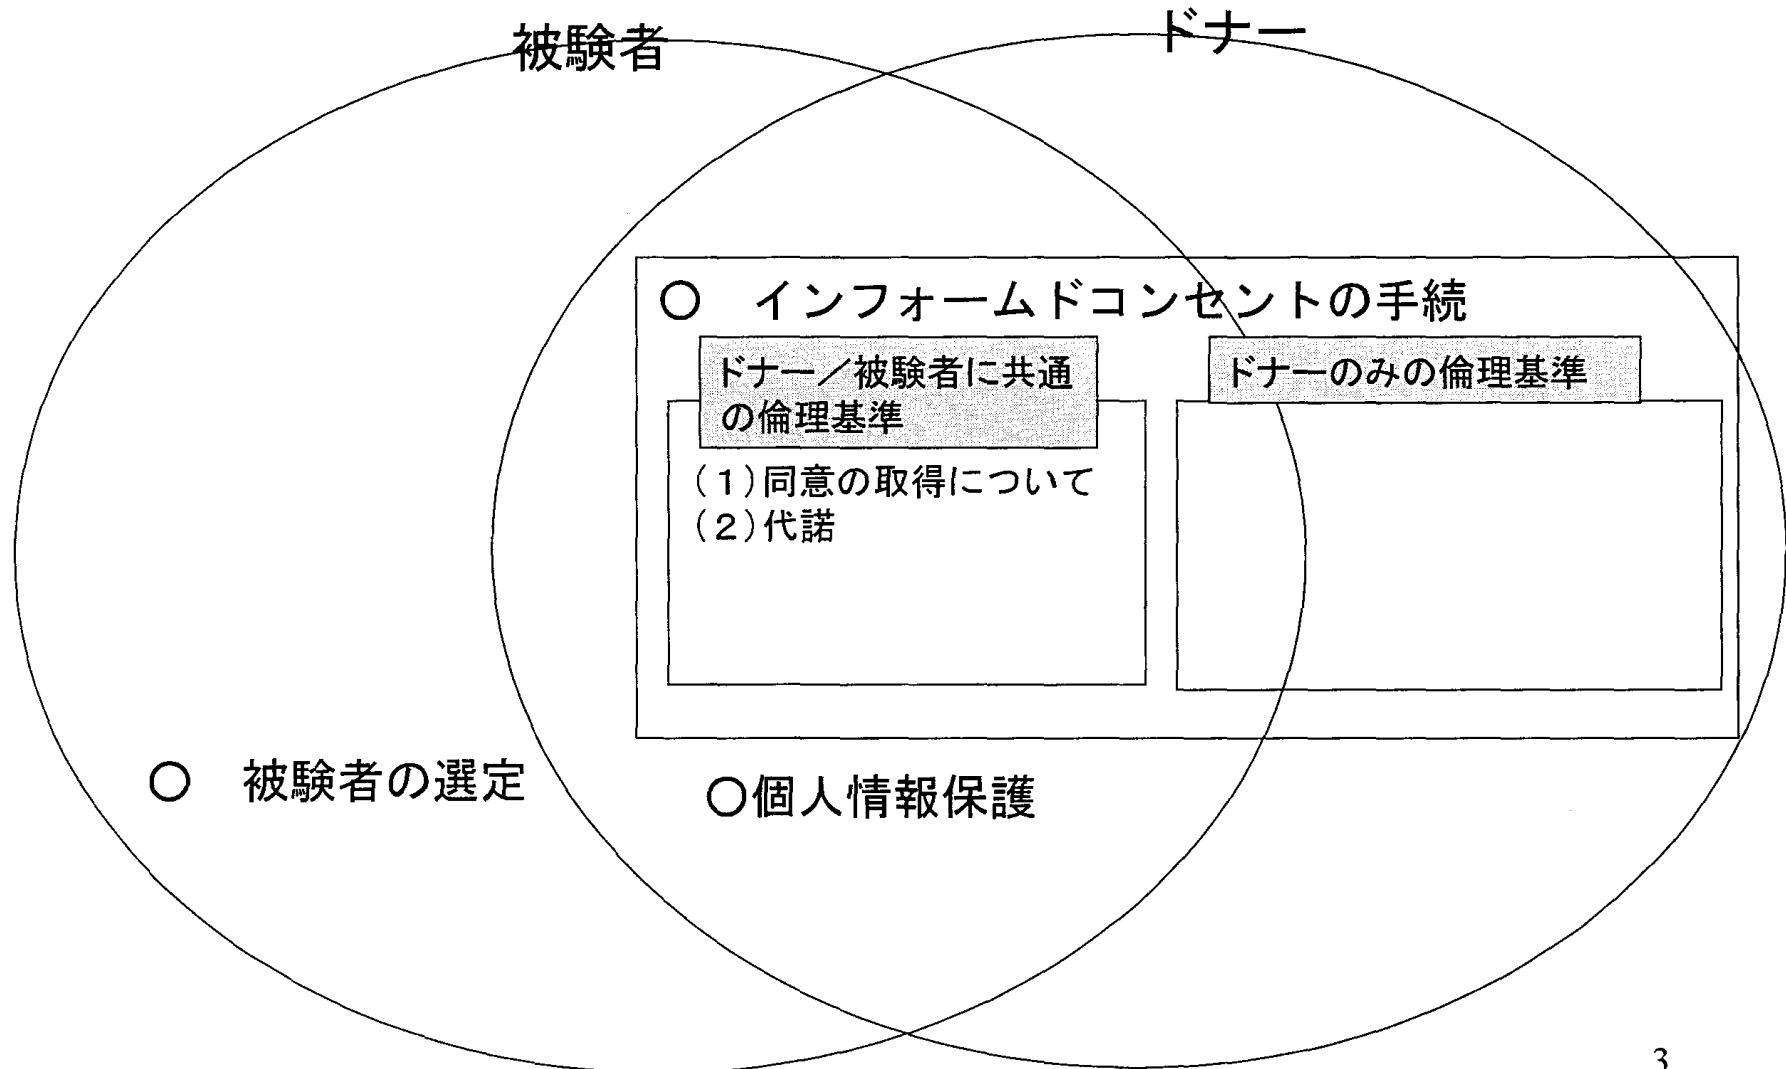 被験者
ドナー
○　インフォームドコンセントの手続
ドナー／被験者に共通
の倫理基準
（１）同意の取得について
（２）代諾
ドナーのみの倫理基準
○　被験者の選定
○個人情報保護
3